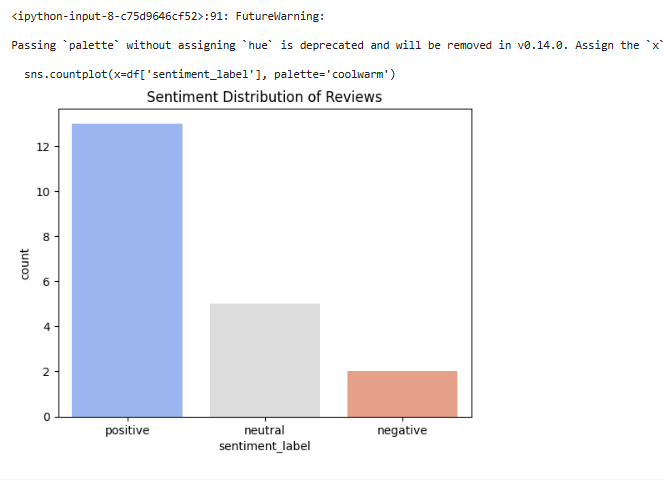 <ipython-input-8-c75d9646cf52>:91: FutureWarning:
Passing `palette` without assigning `hue` is deprecated and will be removed in v0.14.0. Assign the `x`
sns.countplot(x=df['sentiment_label'], palette='coolwarm')
Sentiment Distribution of Reviews
12
10
8
6
4
2
0
count
positive neutral negative
sentiment_label